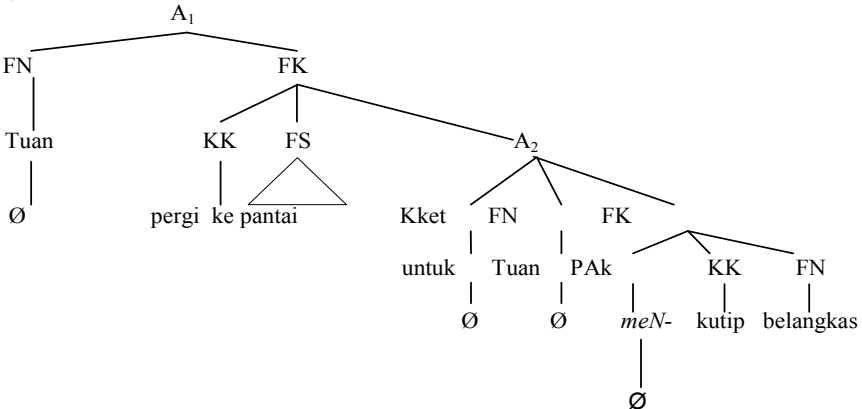 A₁
FN FK
Tuan KK FS A₂
Ø pergi ke pantai Kket FN FK
untuk Tuan PAk KK FN
Ø Ø meN- kutip belangkas
Ø